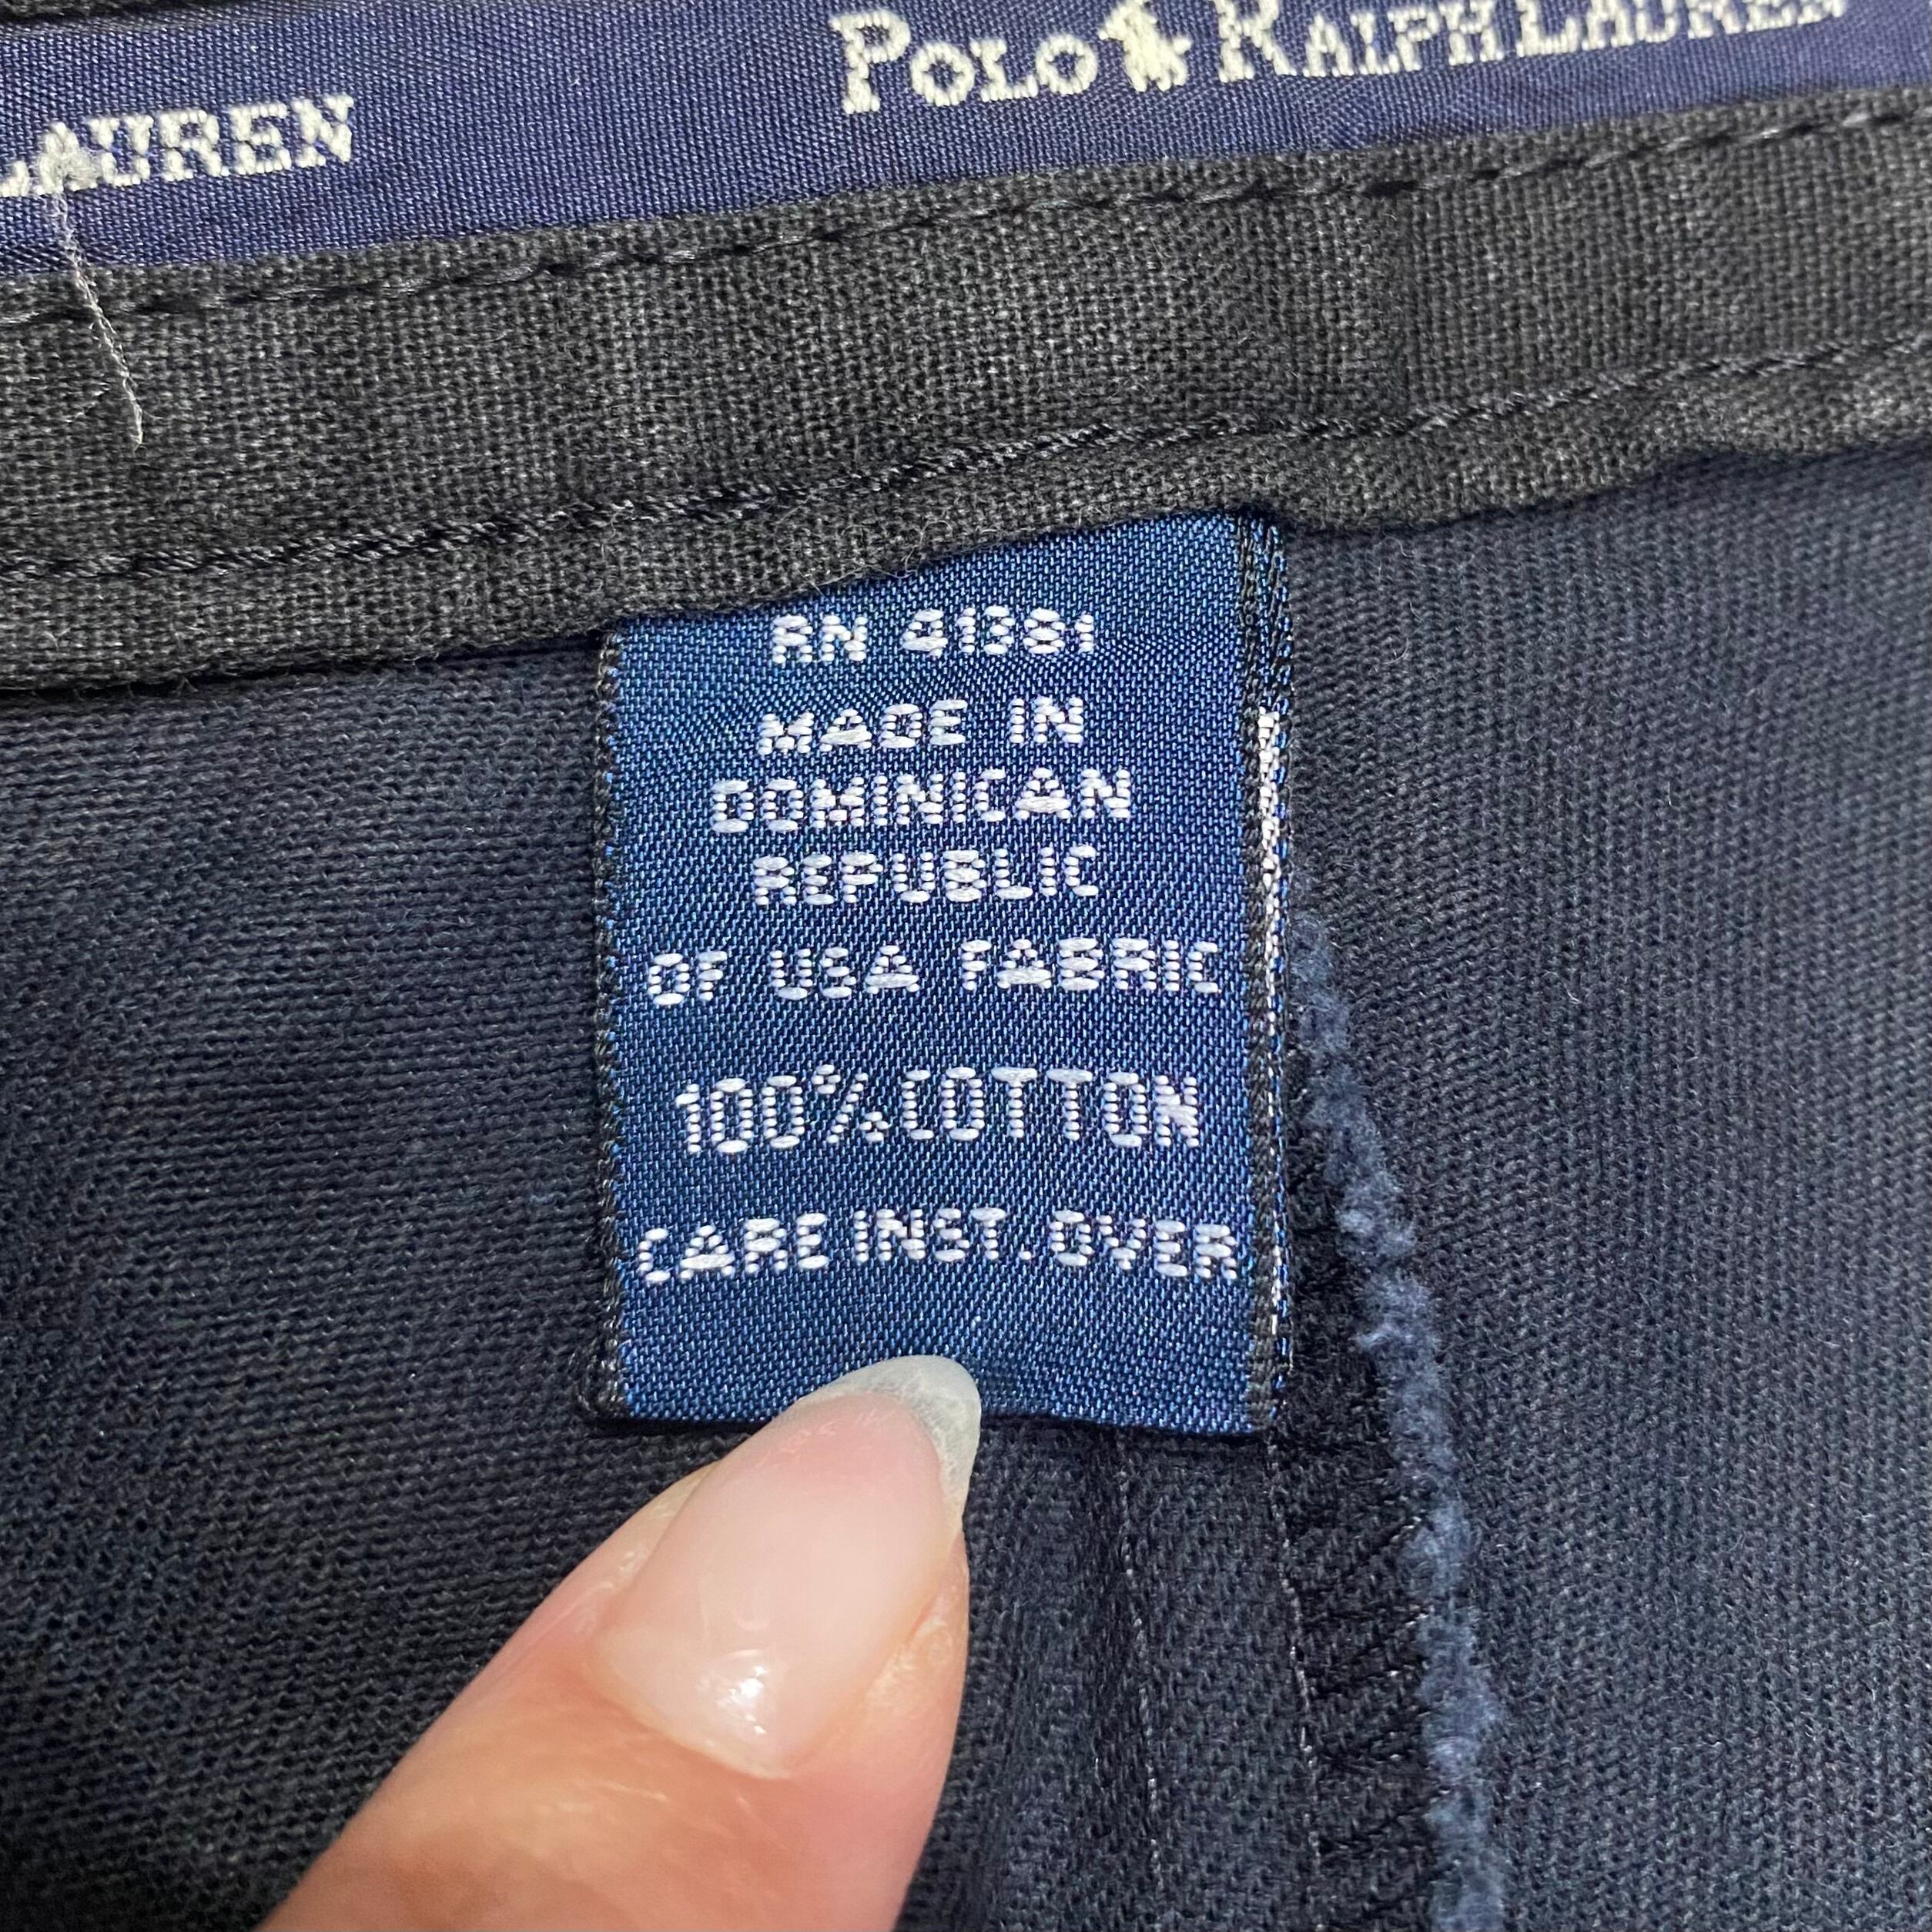 LAUREN
POLO RALPH LAUREN
RN 41381
MADE IN
DOMINICAN
REPUBLIC
OF USA FABRIC
100% COTTON
CARE INST. OVER